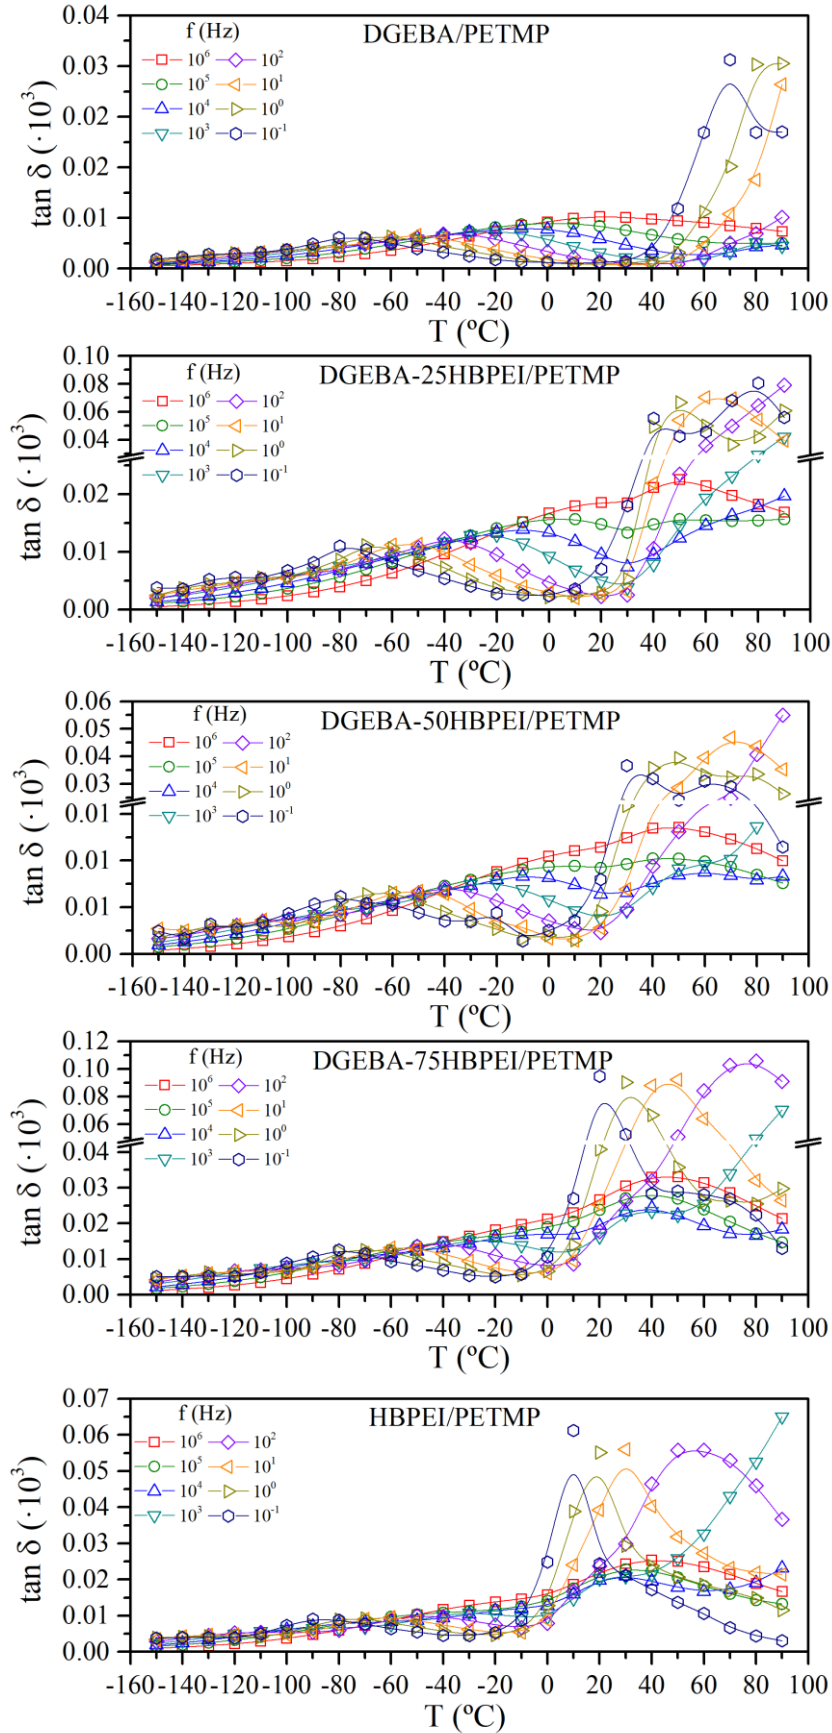 DGEBA/PETMP
f (Hz)
10⁶ 10²
10⁵ 10¹
10⁴ 10⁰
10³ 10⁻¹
tan δ (·10³)
0.04
0.03
0.02
0.02
0.01
0.00
-160 -140 -120 -100 -80 -60 -40 -20 0 20 40 60 80 100
T (ºC)
DGEBA-25HBPEI/PETMP
f (Hz)
10⁶ 10²
10⁵ 10¹
10⁴ 10⁰
10³ 10⁻¹
tan δ (·10³)
0.10
0.08
0.06
0.04
0.02
0.01
0.00
-160 -140 -120 -100 -80 -60 -40 -20 0 20 40 60 80 100
T (ºC)
DGEBA-50HBPEI/PETMP
f (Hz)
10⁶ 10²
10⁵ 10¹
10⁴ 10⁰
10³ 10⁻¹
tan δ (·10³)
0.06
0.05
0.04
0.03
0.01
0.01
0.01
0.00
-160 -140 -120 -100 -80 -60 -40 -20 0 20 40 60 80 100
T (ºC)
DGEBA-75HBPEI/PETMP
f (Hz)
10⁶ 10²
10⁵ 10¹
10⁴ 10⁰
10³ 10⁻¹
tan δ (·10³)
0.12
0.10
0.08
0.06
0.04
0.03
0.02
0.01
0.00
-160 -140 -120 -100 -80 -60 -40 -20 0 20 40 60 80 100
T (ºC)
HBPEI/PETMP
f (Hz)
10⁶ 10²
10⁵ 10¹
10⁴ 10⁰
10³ 10⁻¹
tan δ (·10³)
0.07
0.06
0.05
0.04
0.03
0.02
0.01
0.00
-160 -140 -120 -100 -80 -60 -40 -20 0 20 40 60 80 100
T (ºC)